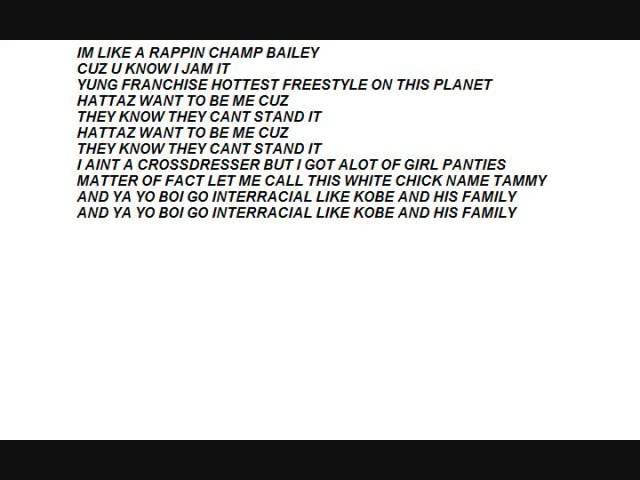 IM LIKE A RAPPIN CHAMP BAILEY
CUZ U KNOW I JAM IT
YUNG FRANCHISE HOTTEST FREESTYLE ON THIS PLANET
HATTAZ WANT TO BE ME CUZ
THEY KNOW THEY CANT STAND IT
HATTAZ WANT TO BE ME CUZ
THEY KNOW THEY CANT STAND IT
I AINT A CROSSDRESSER BUT I GOT ALOT OF GIRL PANTIES
MATTER OF FACT LET ME CALL THIS WHITE CHICK NAME TAMMY
AND YA YO BOI GO INTERRACIAL LIKE KOBE AND HIS FAMILY
AND YA YO BOI GO INTERRACIAL LIKE KOBE AND HIS FAMILY